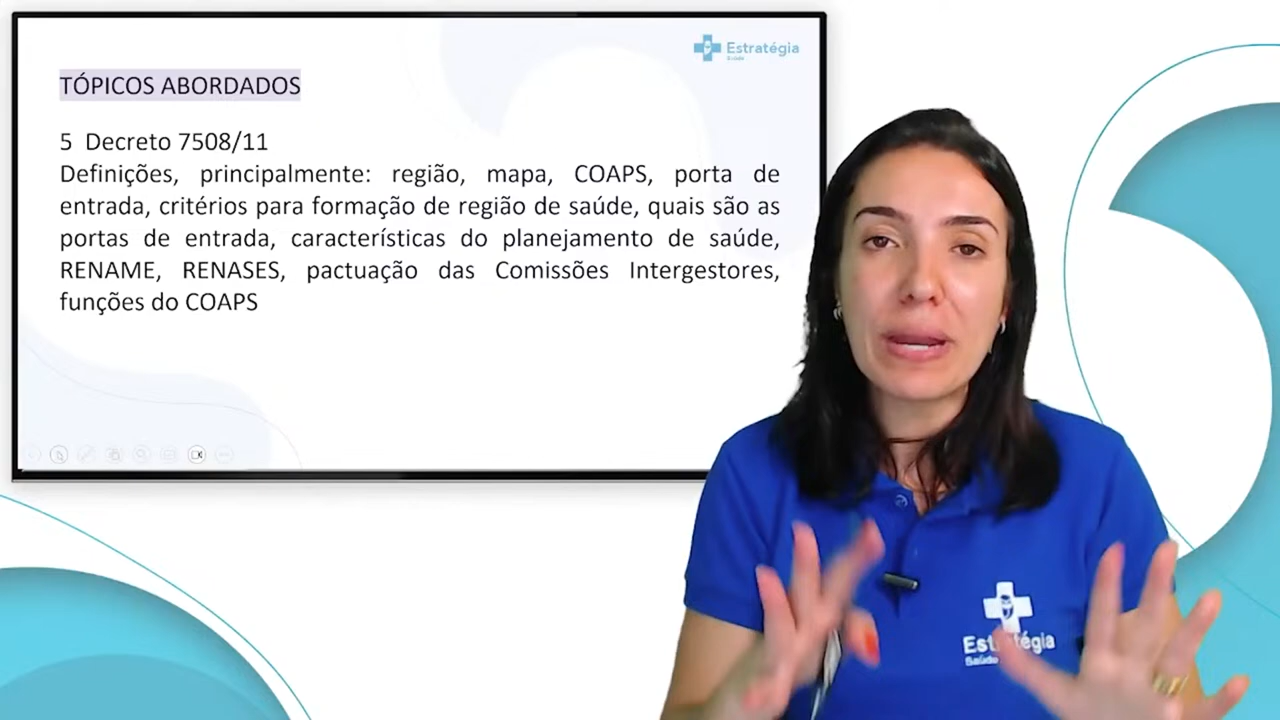 Estratégia
Saúde
TÓPICOS ABORDADOS
5 Decreto 7508/11
Definições, principalmente: região, mapa, COAPS, porta de
entrada, critérios para formação de região de saúde, quais são as
portas de entrada, características do planejamento de saúde,
RENAME, RENASES, pactuação das Comissões Intergestores,
funções do COAPS
Estratégia
Saúde